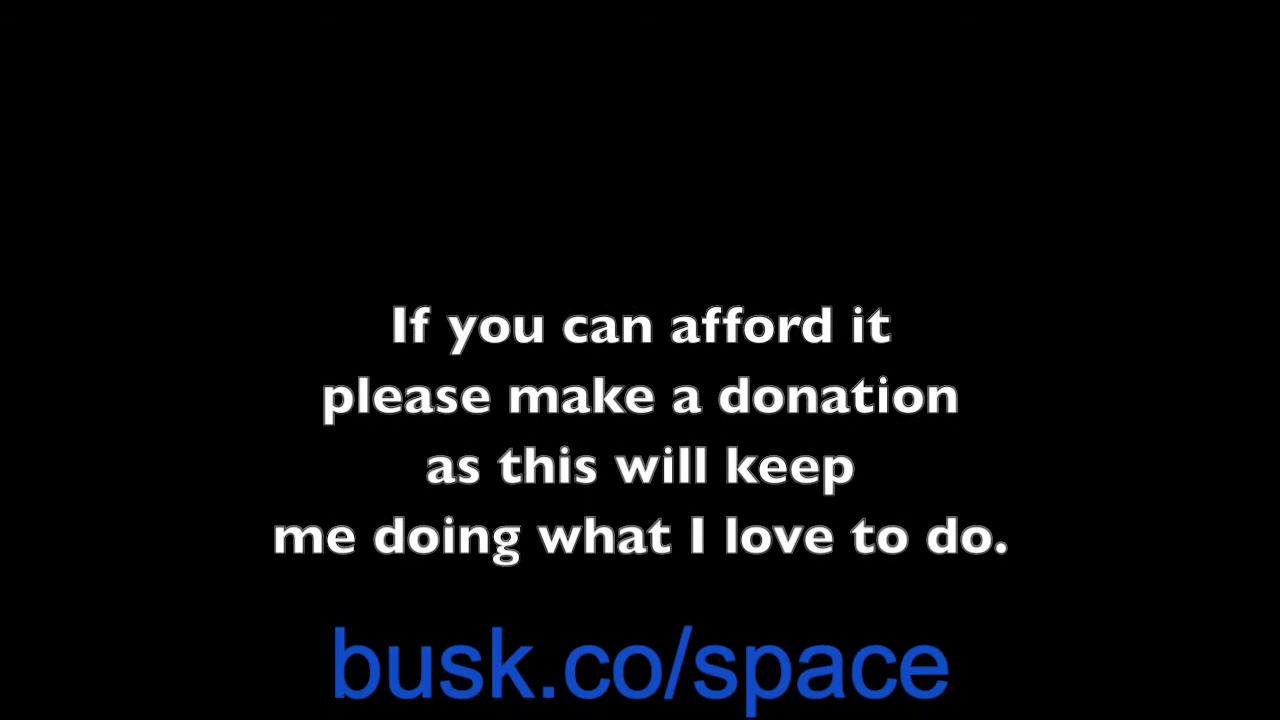 If you can afford it
please make a donation
as this will keep
me doing what I love to do.
busk.co/space